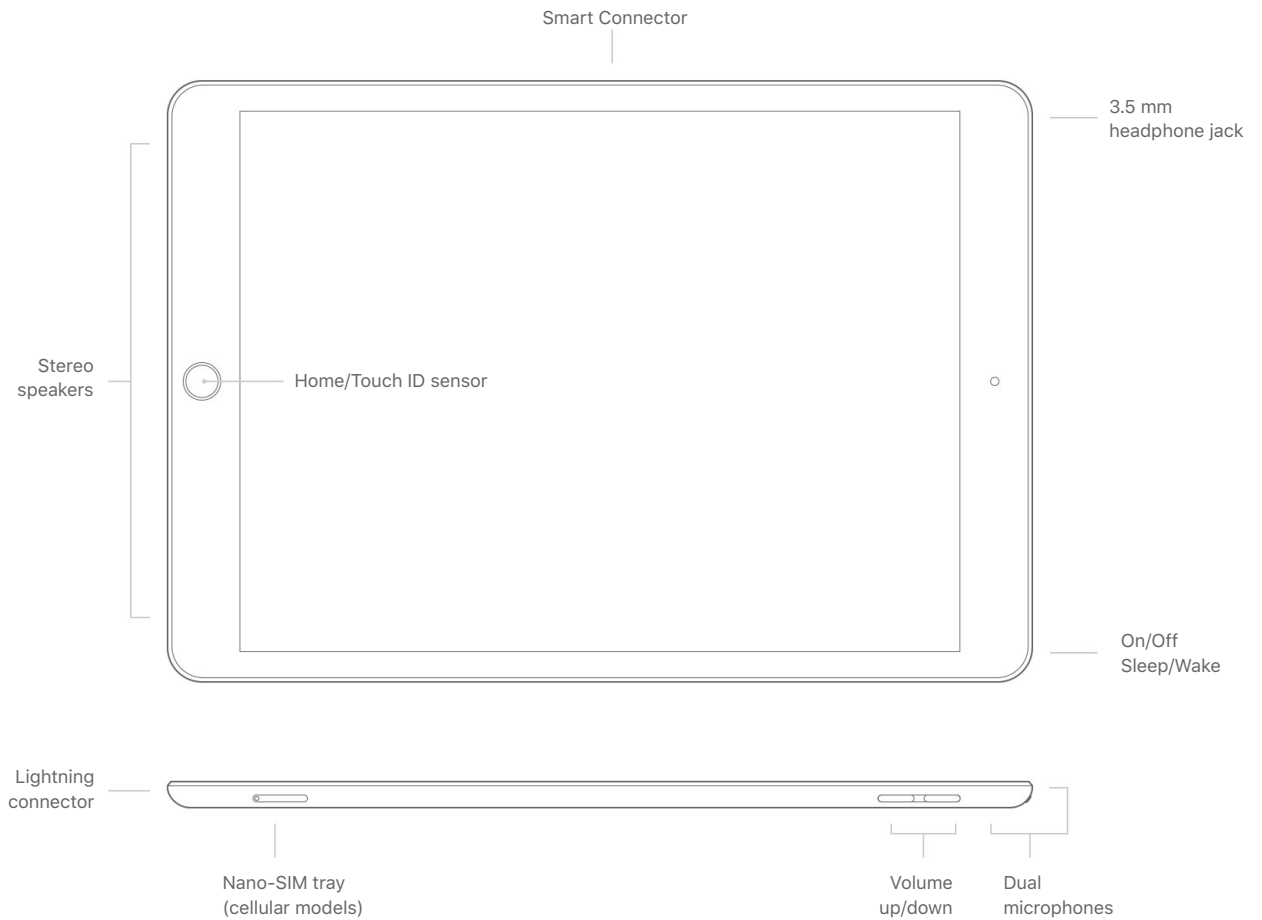 Smart Connector
3.5 mm
headphone jack
Stereo
speakers
Home/Touch ID sensor
On/Off
Sleep/Wake
Lightning
connector
Nano-SIM tray
(cellular models)
Volume
up/down
Dual
microphones